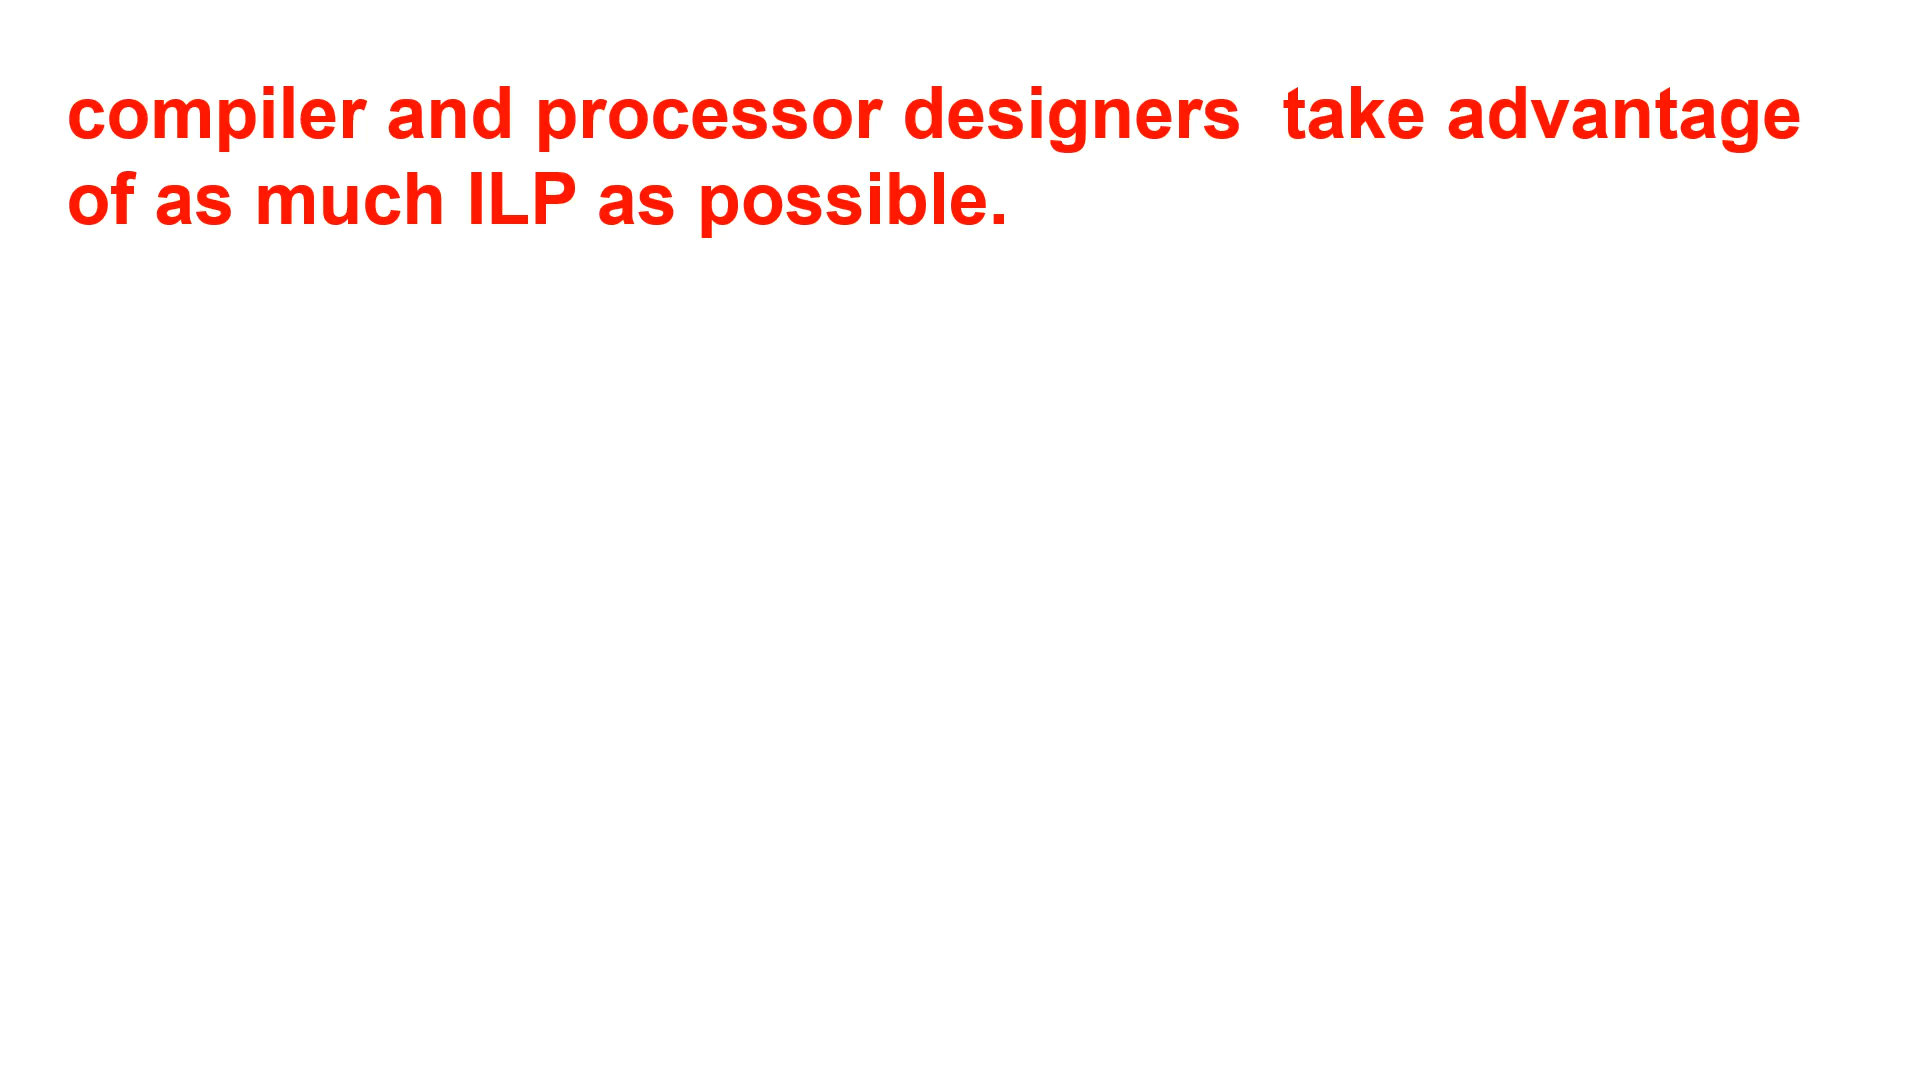 compiler and processor designers  take advantage
of as much ILP as possible.